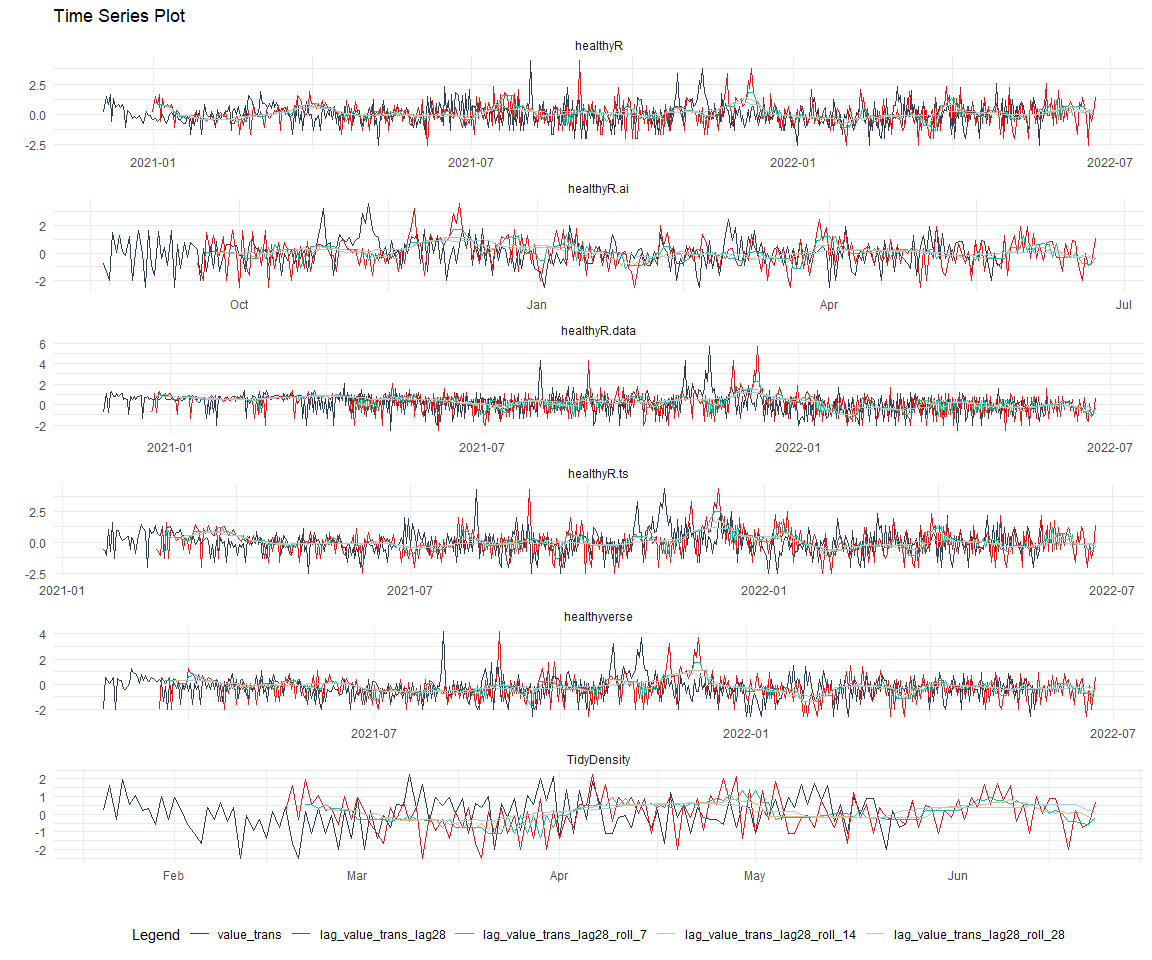 Time Series Plot
healthyR
2.5
0.0
-2.5
2021-01 2021-07 2022-01 2022-07
healthyR.ai
2
0
-2
Oct Jan Apr Jul
healthyR.data
6
4
2
0
-2
2021-01 2021-07 2022-01 2022-07
healthyR.ts
2.5
0.0
-2.5
2021-01 2021-07 2022-01 2022-07
healthyverse
4
2
0
-2
2021-07 2022-01 2022-07
TidyDensity
2
1
0
-1
-2
Feb Mar Apr May Jun
Legend value_trans lag_value_trans_lag28 lag_value_trans_lag28_roll_7 lag_value_trans_lag28_roll_14 lag_value_trans_lag28_roll_28